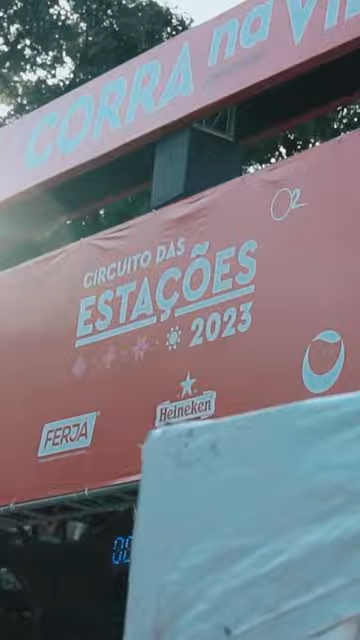 CORRA na
O2
CIRCUITO DAS
ESTAÇÕES
2023
Heineken
FERJA